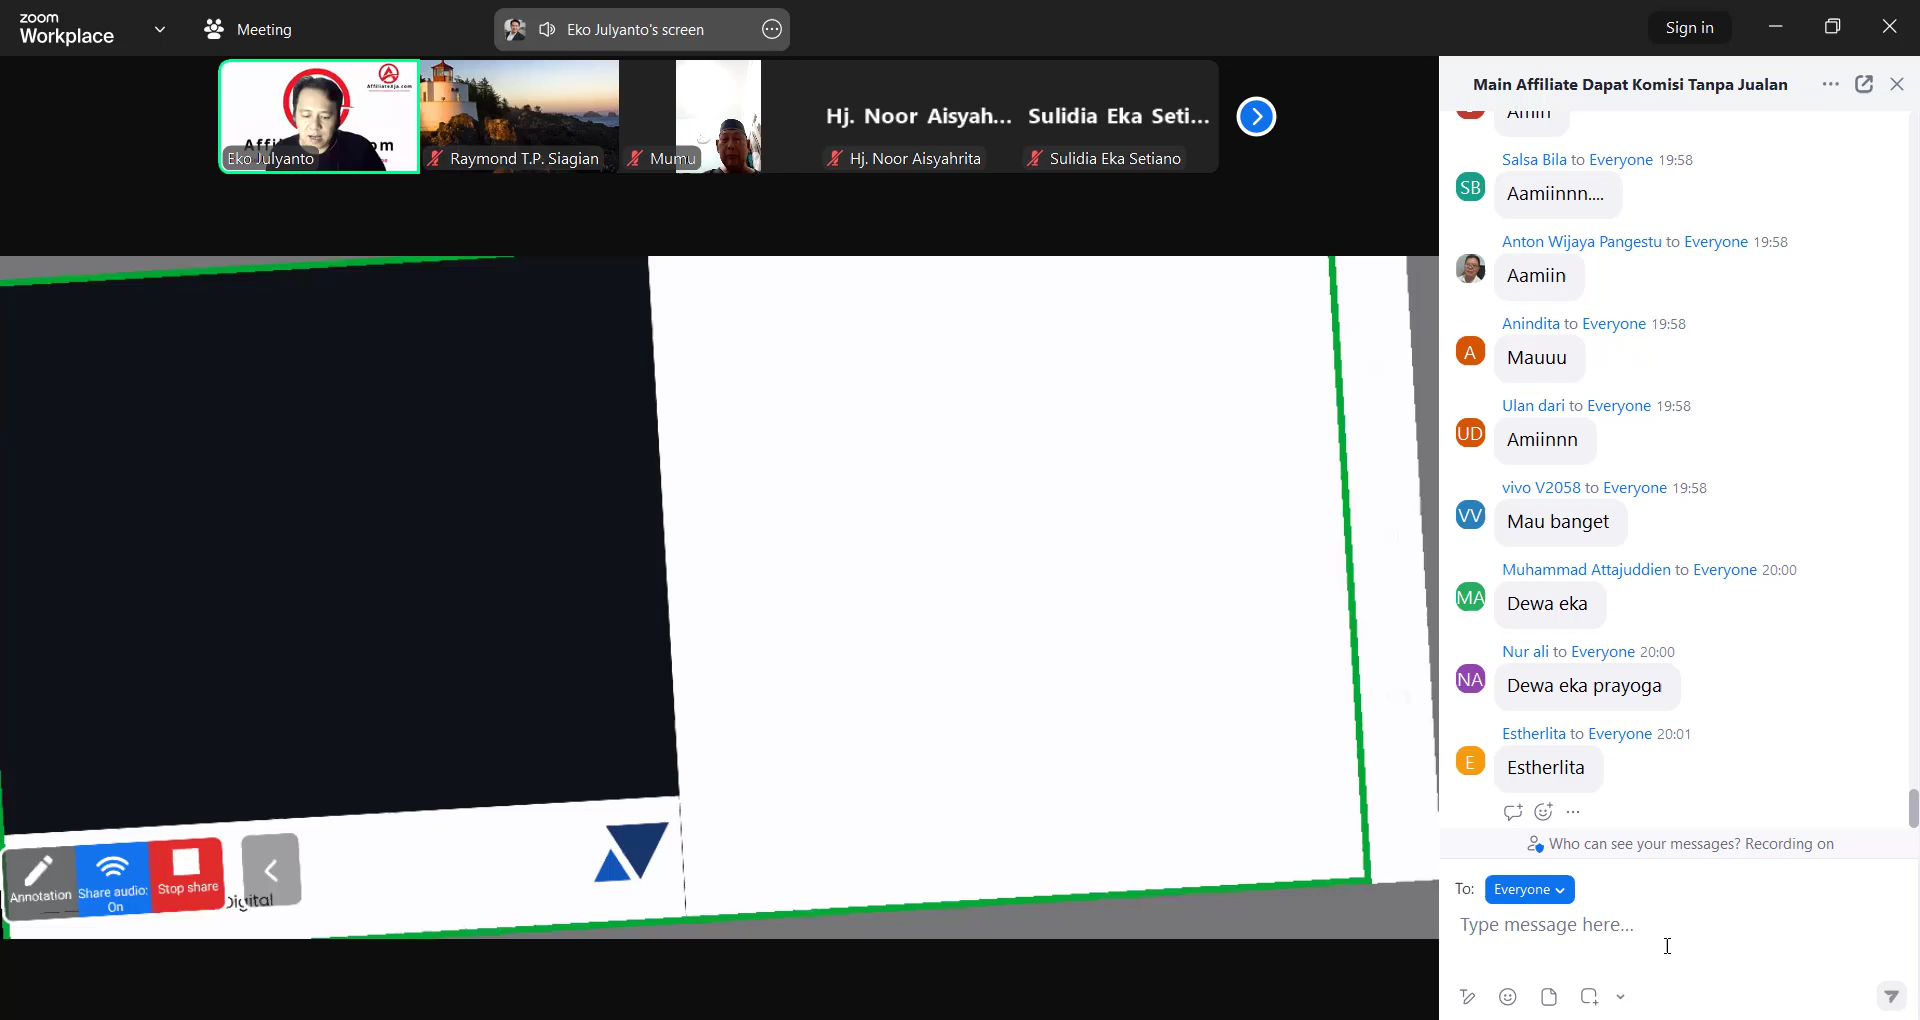 zoom
Workplace
Meeting
Eko Julyanto's screen
Sign in
AffiliateAja.com
Eko Julyanto
Raymond T.P. Siagian
Mumu
Hj. Noor Aisyah...
Hj. Noor Aisyahrita
Sulidia Eka Seti...
Sulidia Eka Setiano
Annotation
Share audio:
On
Stop share
Digital
Main Affiliate Dapat Komisi Tanpa Jualan
Amin
Salsa Bila to Everyone 19:58
SB
Aamiinnn....
Anton Wijaya Pangestu to Everyone 19:58
Aamiin
Anindita to Everyone 19:58
A
Mauuu
Ulan dari to Everyone 19:58
UD
Amiinnn
vivo V2058 to Everyone 19:58
VV
Mau banget
Muhammad Attajuddien to Everyone 20:00
MA
Dewa eka
Nur ali to Everyone 20:00
NA
Dewa eka prayoga
Estherlita to Everyone 20:01
E
Estherlita
Who can see your messages? Recording on
To: Everyone
Type message here...